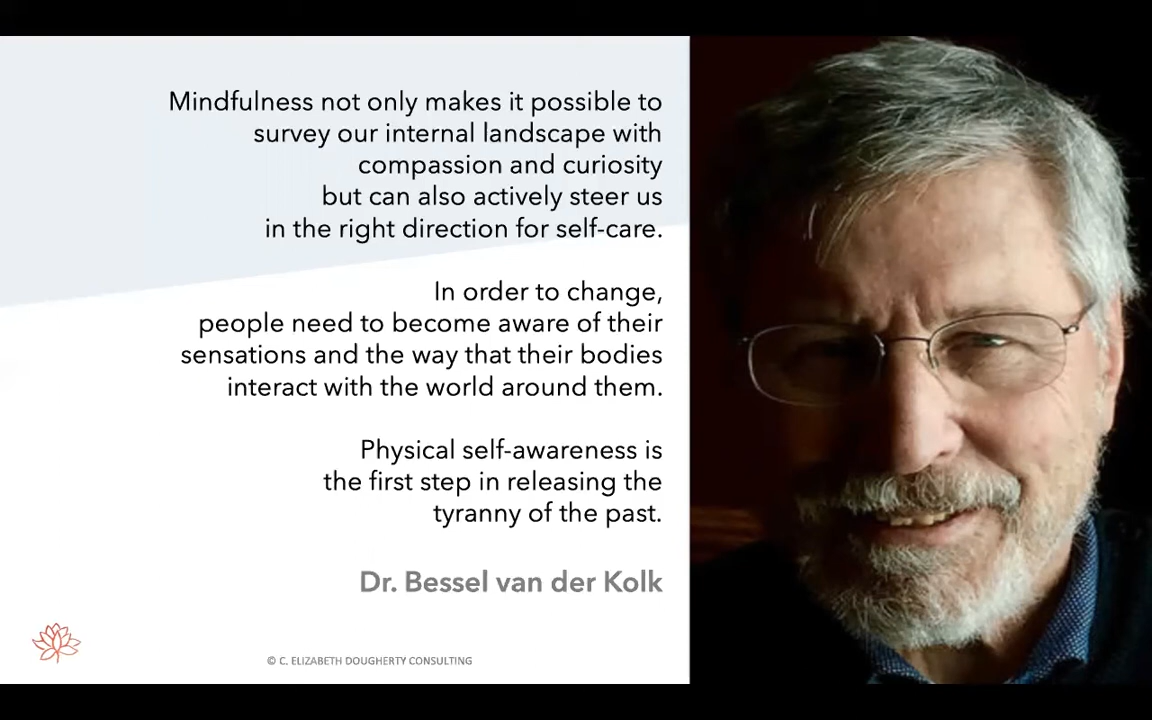 Mindfulness not only makes it possible to
survey our internal landscape with
compassion and curiosity
but can also actively steer us
in the right direction for self-care.
In order to change,
people need to become aware of their
sensations and the way that their bodies
interact with the world around them.
Physical self-awareness is
the first step in releasing the
tyranny of the past.
Dr. Bessel van der Kolk
© C. ELIZABETH DOUGHERTY CONSULTING